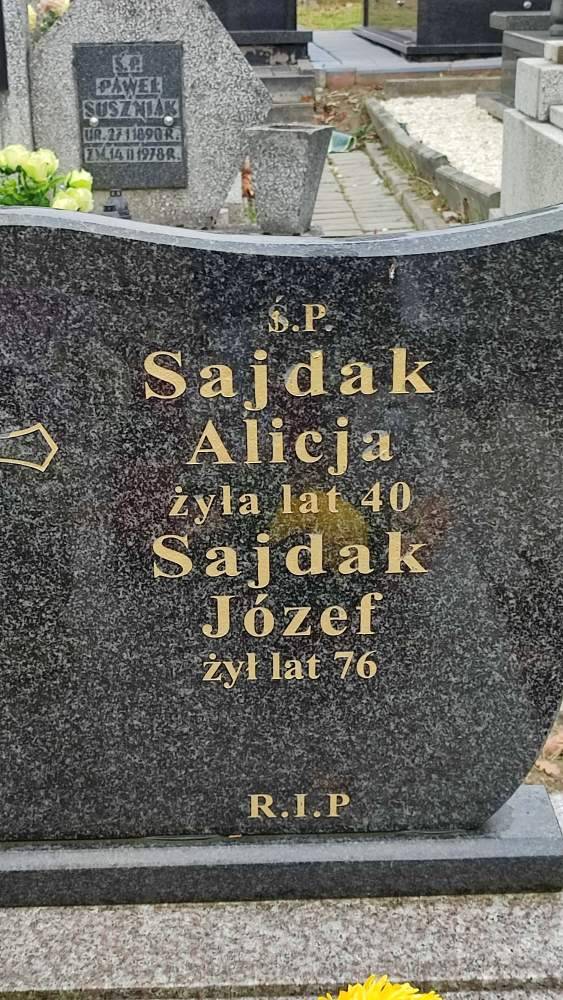 Ś.P.
PAWEŁ
SUSZNIAK
UR. 27 I 1890 R.
ZM. 14 II 1978 R.
Ś.P.
Sajdak
Alicja
żyła lat 40
Sajdak
Józef
żył lat 76
R.I.P